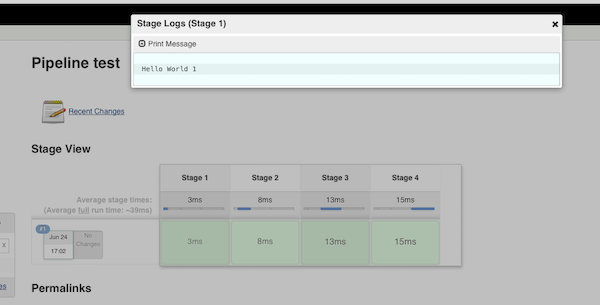 Stage Logs (Stage 1)
Print Message
Hello World 1
Pipeline test
Recent Changes
Stage View
Stage 1 Stage 2 Stage 3 Stage 4
Average stage times: 3ms 8ms 13ms 15ms
(Average full run time: ~39ms)
#1
Jun 24
17:02
No
Changes
3ms 8ms 13ms 15ms
x
Permalinks